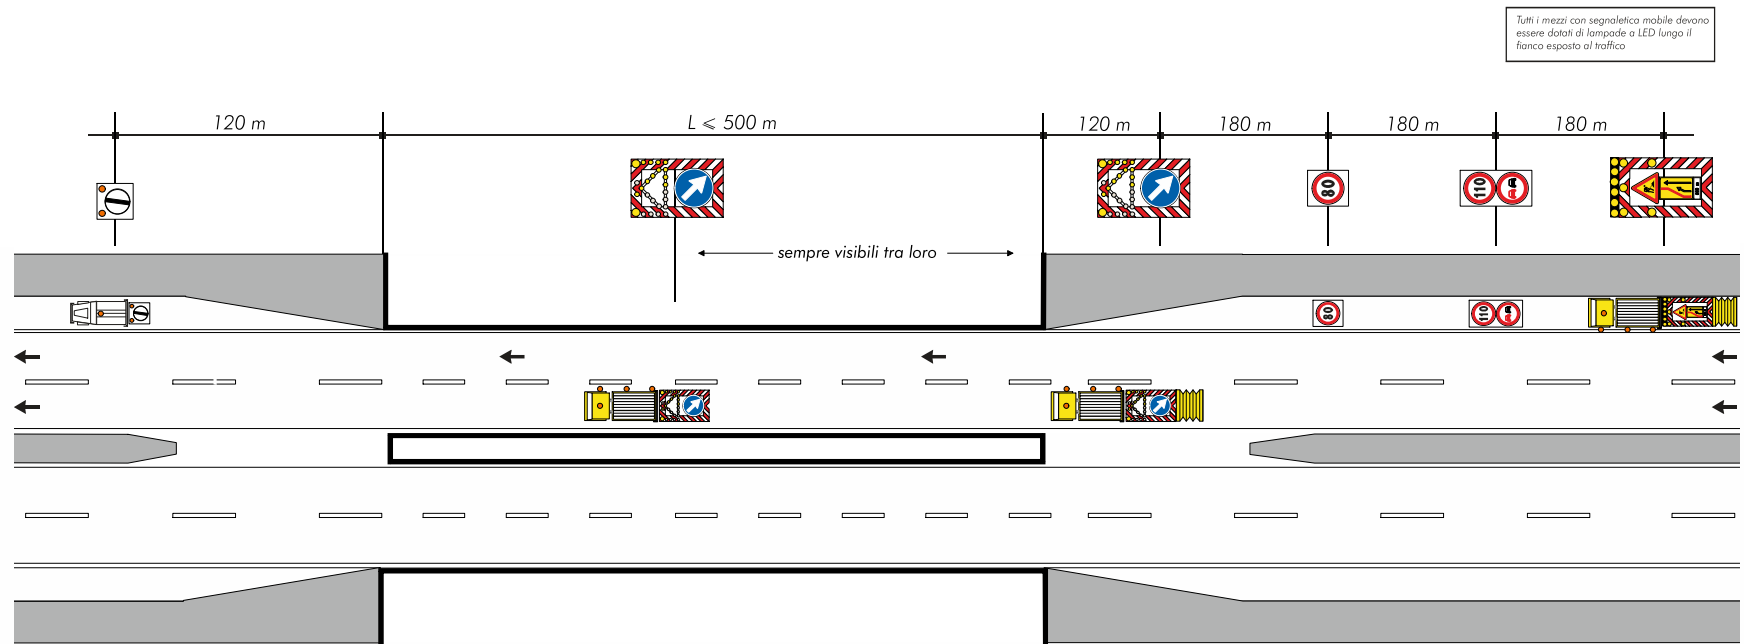 Tutti i mezzi con segnaletica mobile devono
essere dotati di lampade a LED lungo il
fianco esposto al traffico
120 m
L ⩽ 500 m
120 m
180 m
180 m
180 m
80
110
sempre visibili tra loro
80
110